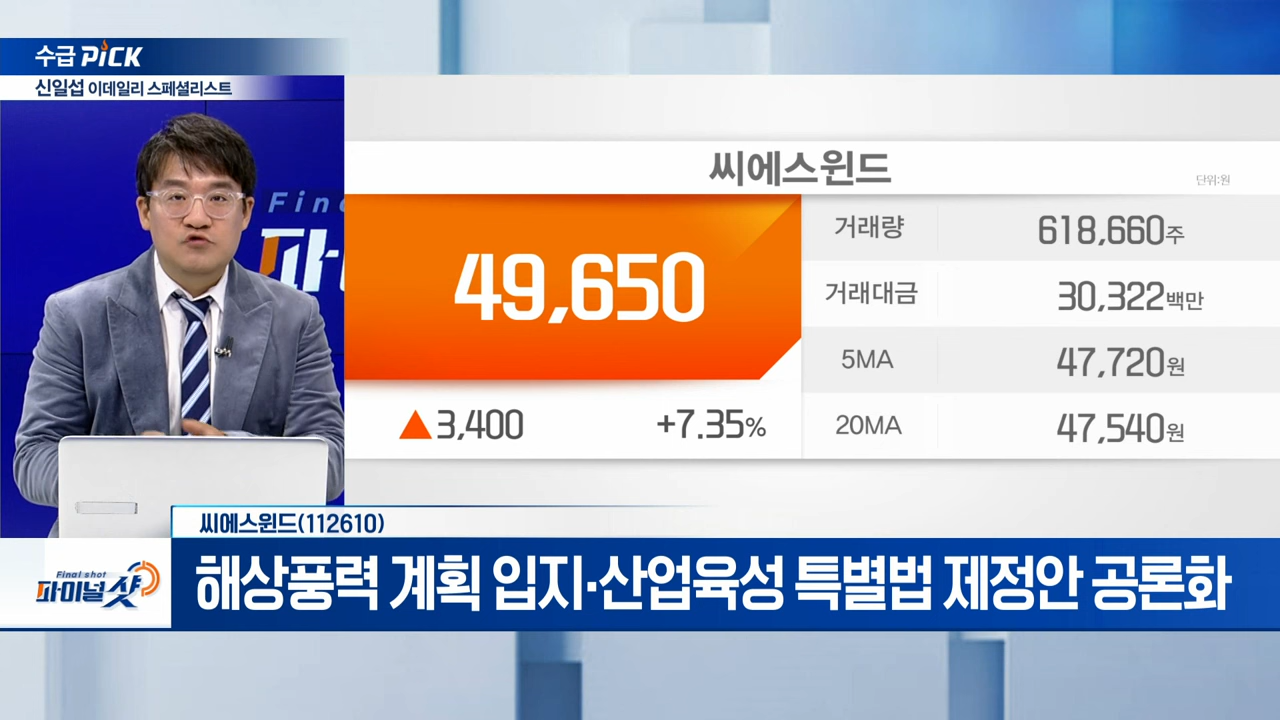 수급 PiCK
신일섭 이데일리 스페셜리스트
Fina
파이
씨에스윈드
단위:원
49,650
▲3,400 +7.35%
거래량 618,660주
거래대금 30,322백만
5MA 47,720원
20MA 47,540원
씨에스윈드(112610)
Final shot
파이널샷
해상풍력 계획 입지·산업육성 특별법 제정안 공론화